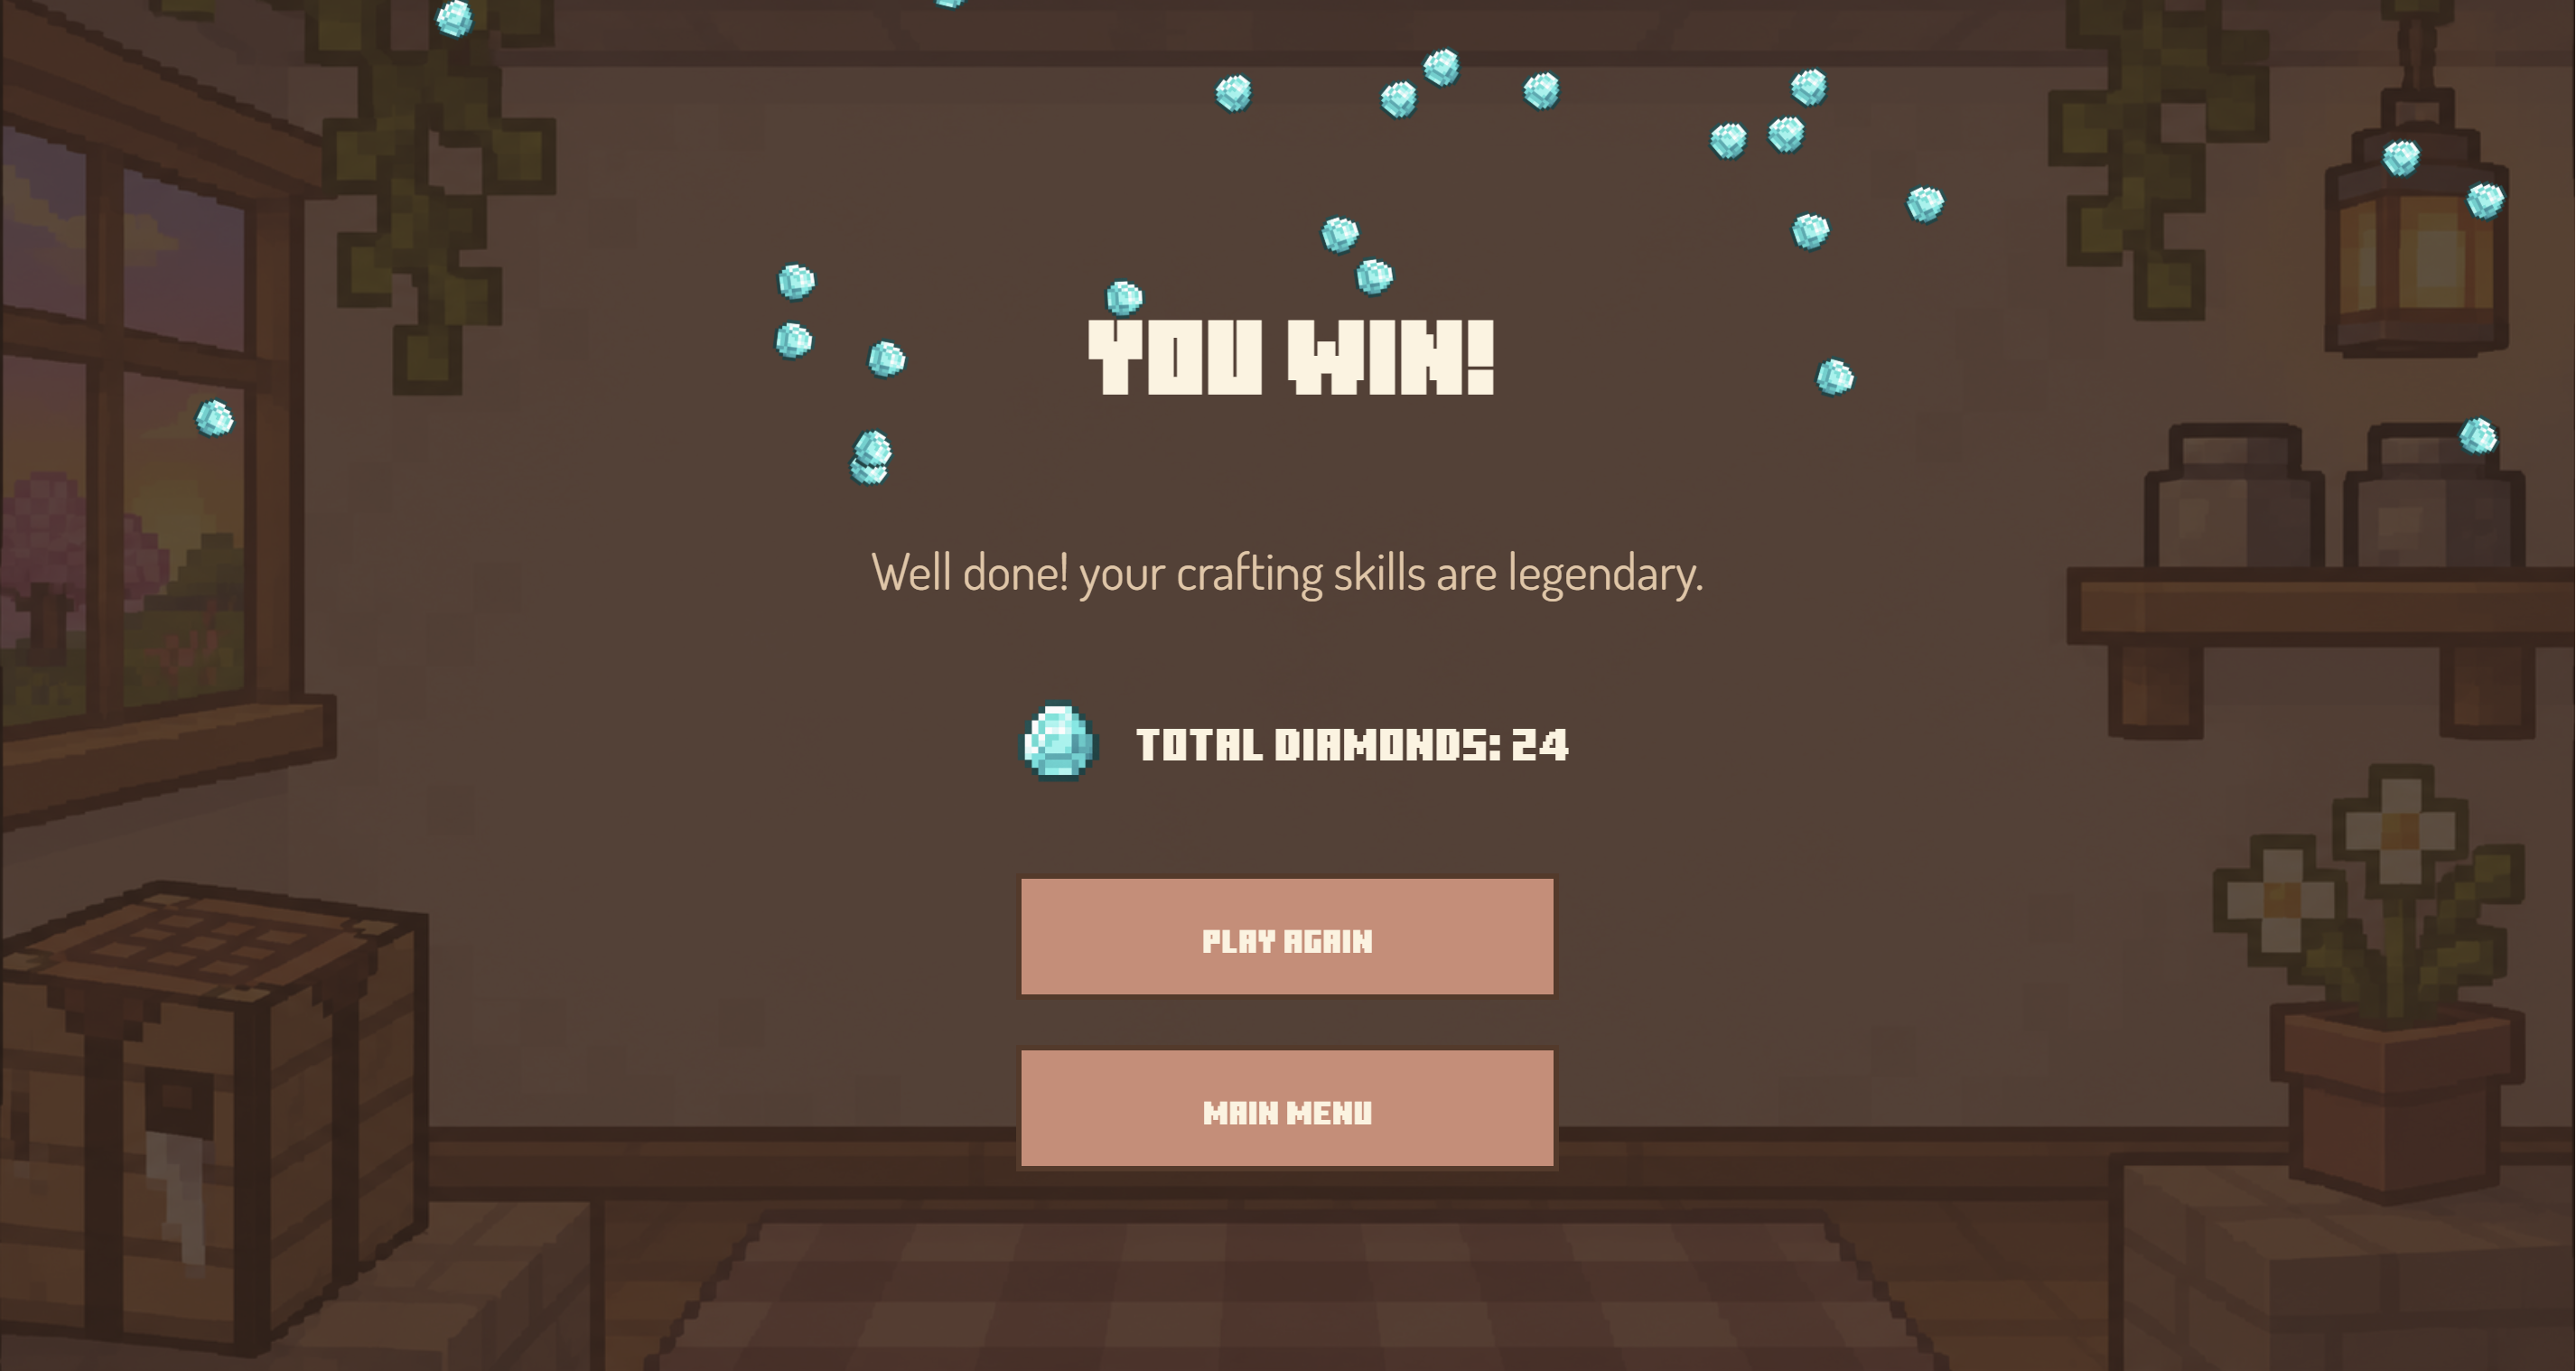 YOU WIN!
Well done! your crafting skills are legendary.
TOTAL DIAMONDS: 24
PLAY AGAIN
MAIN MENU